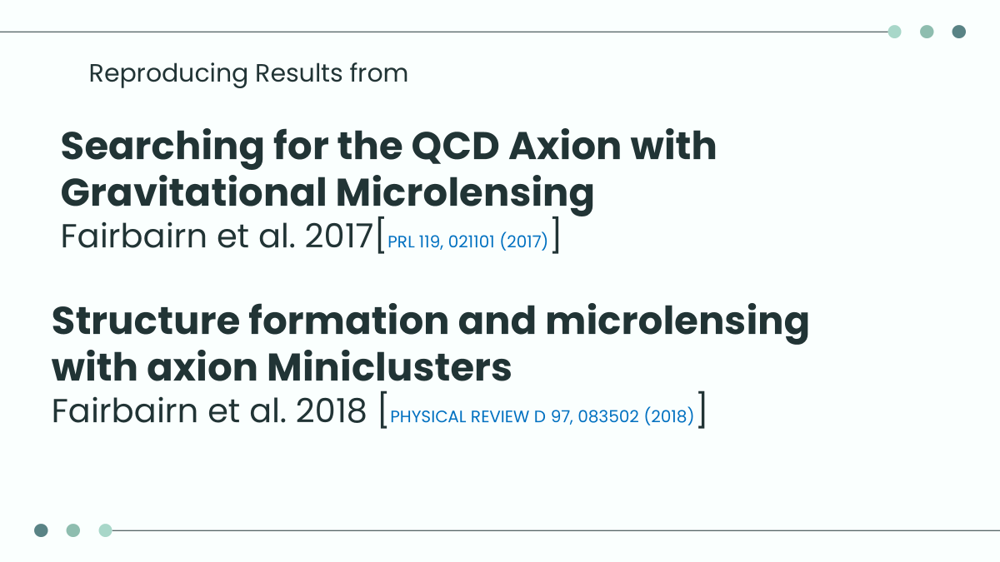 Reproducing Results from
Searching for the QCD Axion with
Gravitational Microlensing
Fairbairn et al. 2017[PRL 119, 021101 (2017)]
Structure formation and microlensing
with axion Miniclusters
Fairbairn et al. 2018 [PHYSICAL REVIEW D 97, 083502 (2018)]